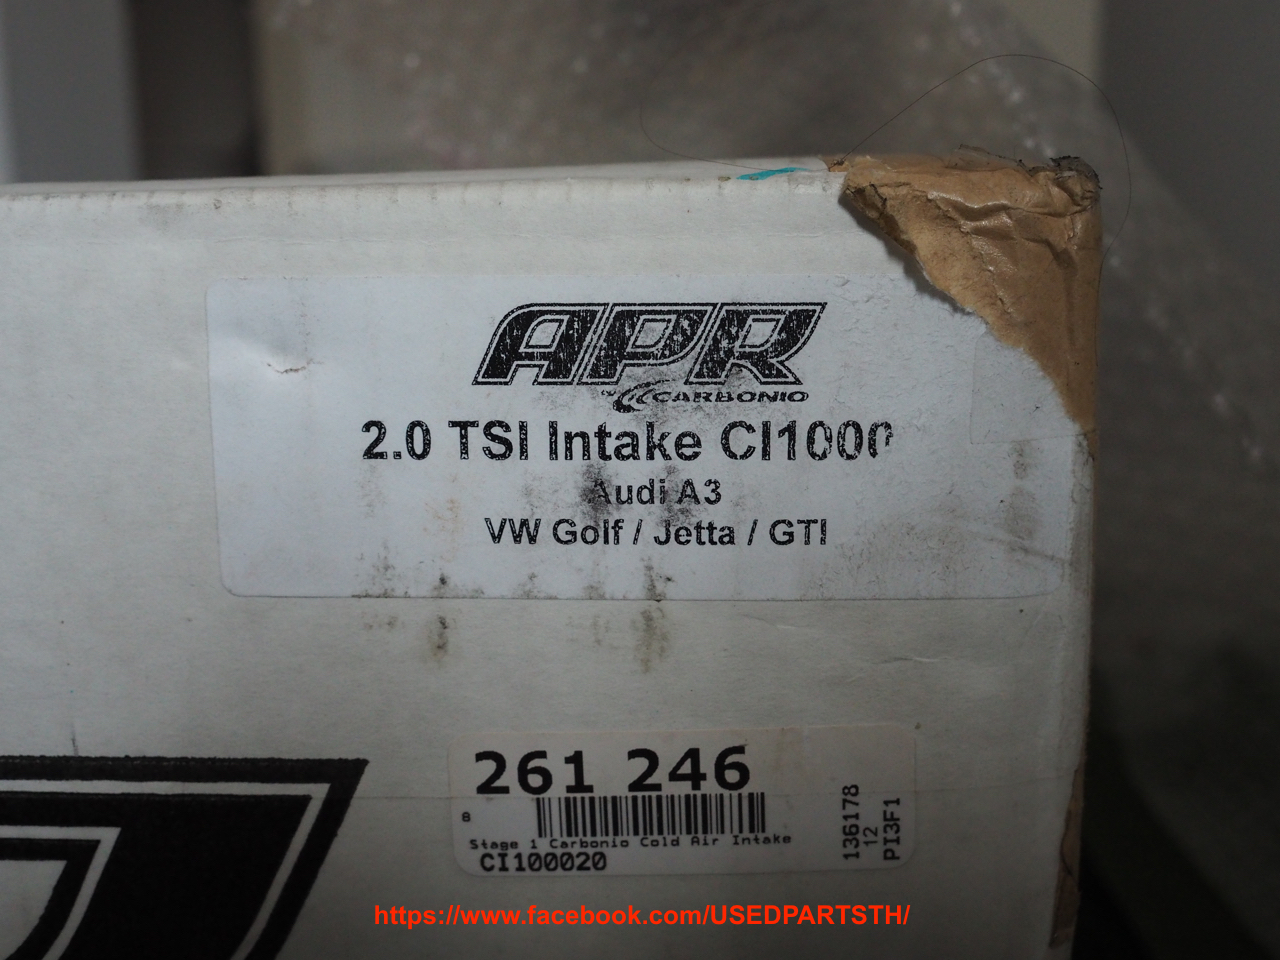 APR
CARBONIO
2.0 TSI Intake CI1000
Audi A3
VW Golf / Jetta / GTI
261 246
8
Stage 1 Carbonio Cold Air Intake
CI100020
136178
12
PI3F1
https://www.facebook.com/USEDPARTSTH/